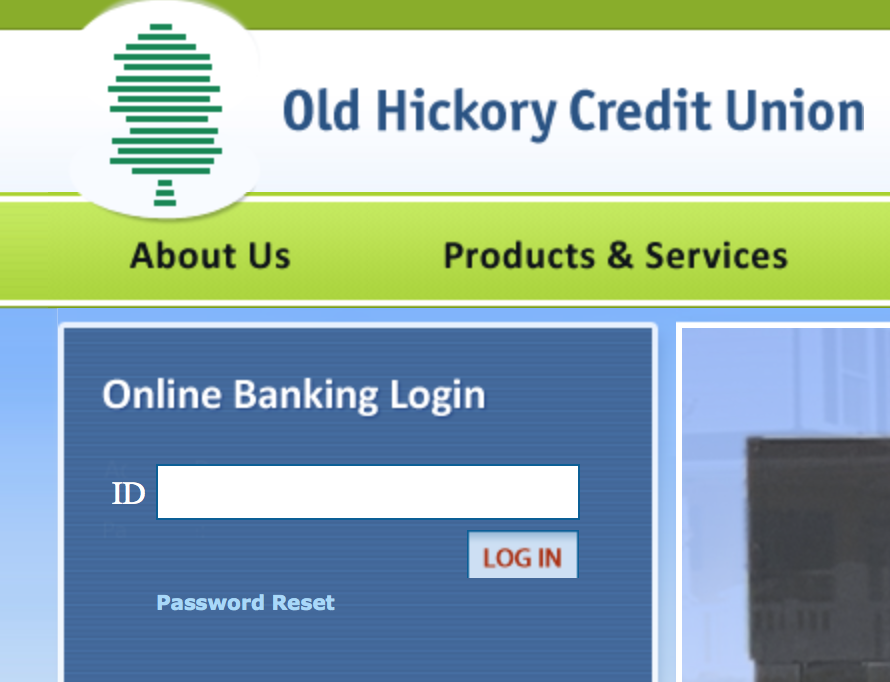 Old Hickory Credit Union
About Us
Products & Services
Online Banking Login
ID
LOG IN
Password Reset